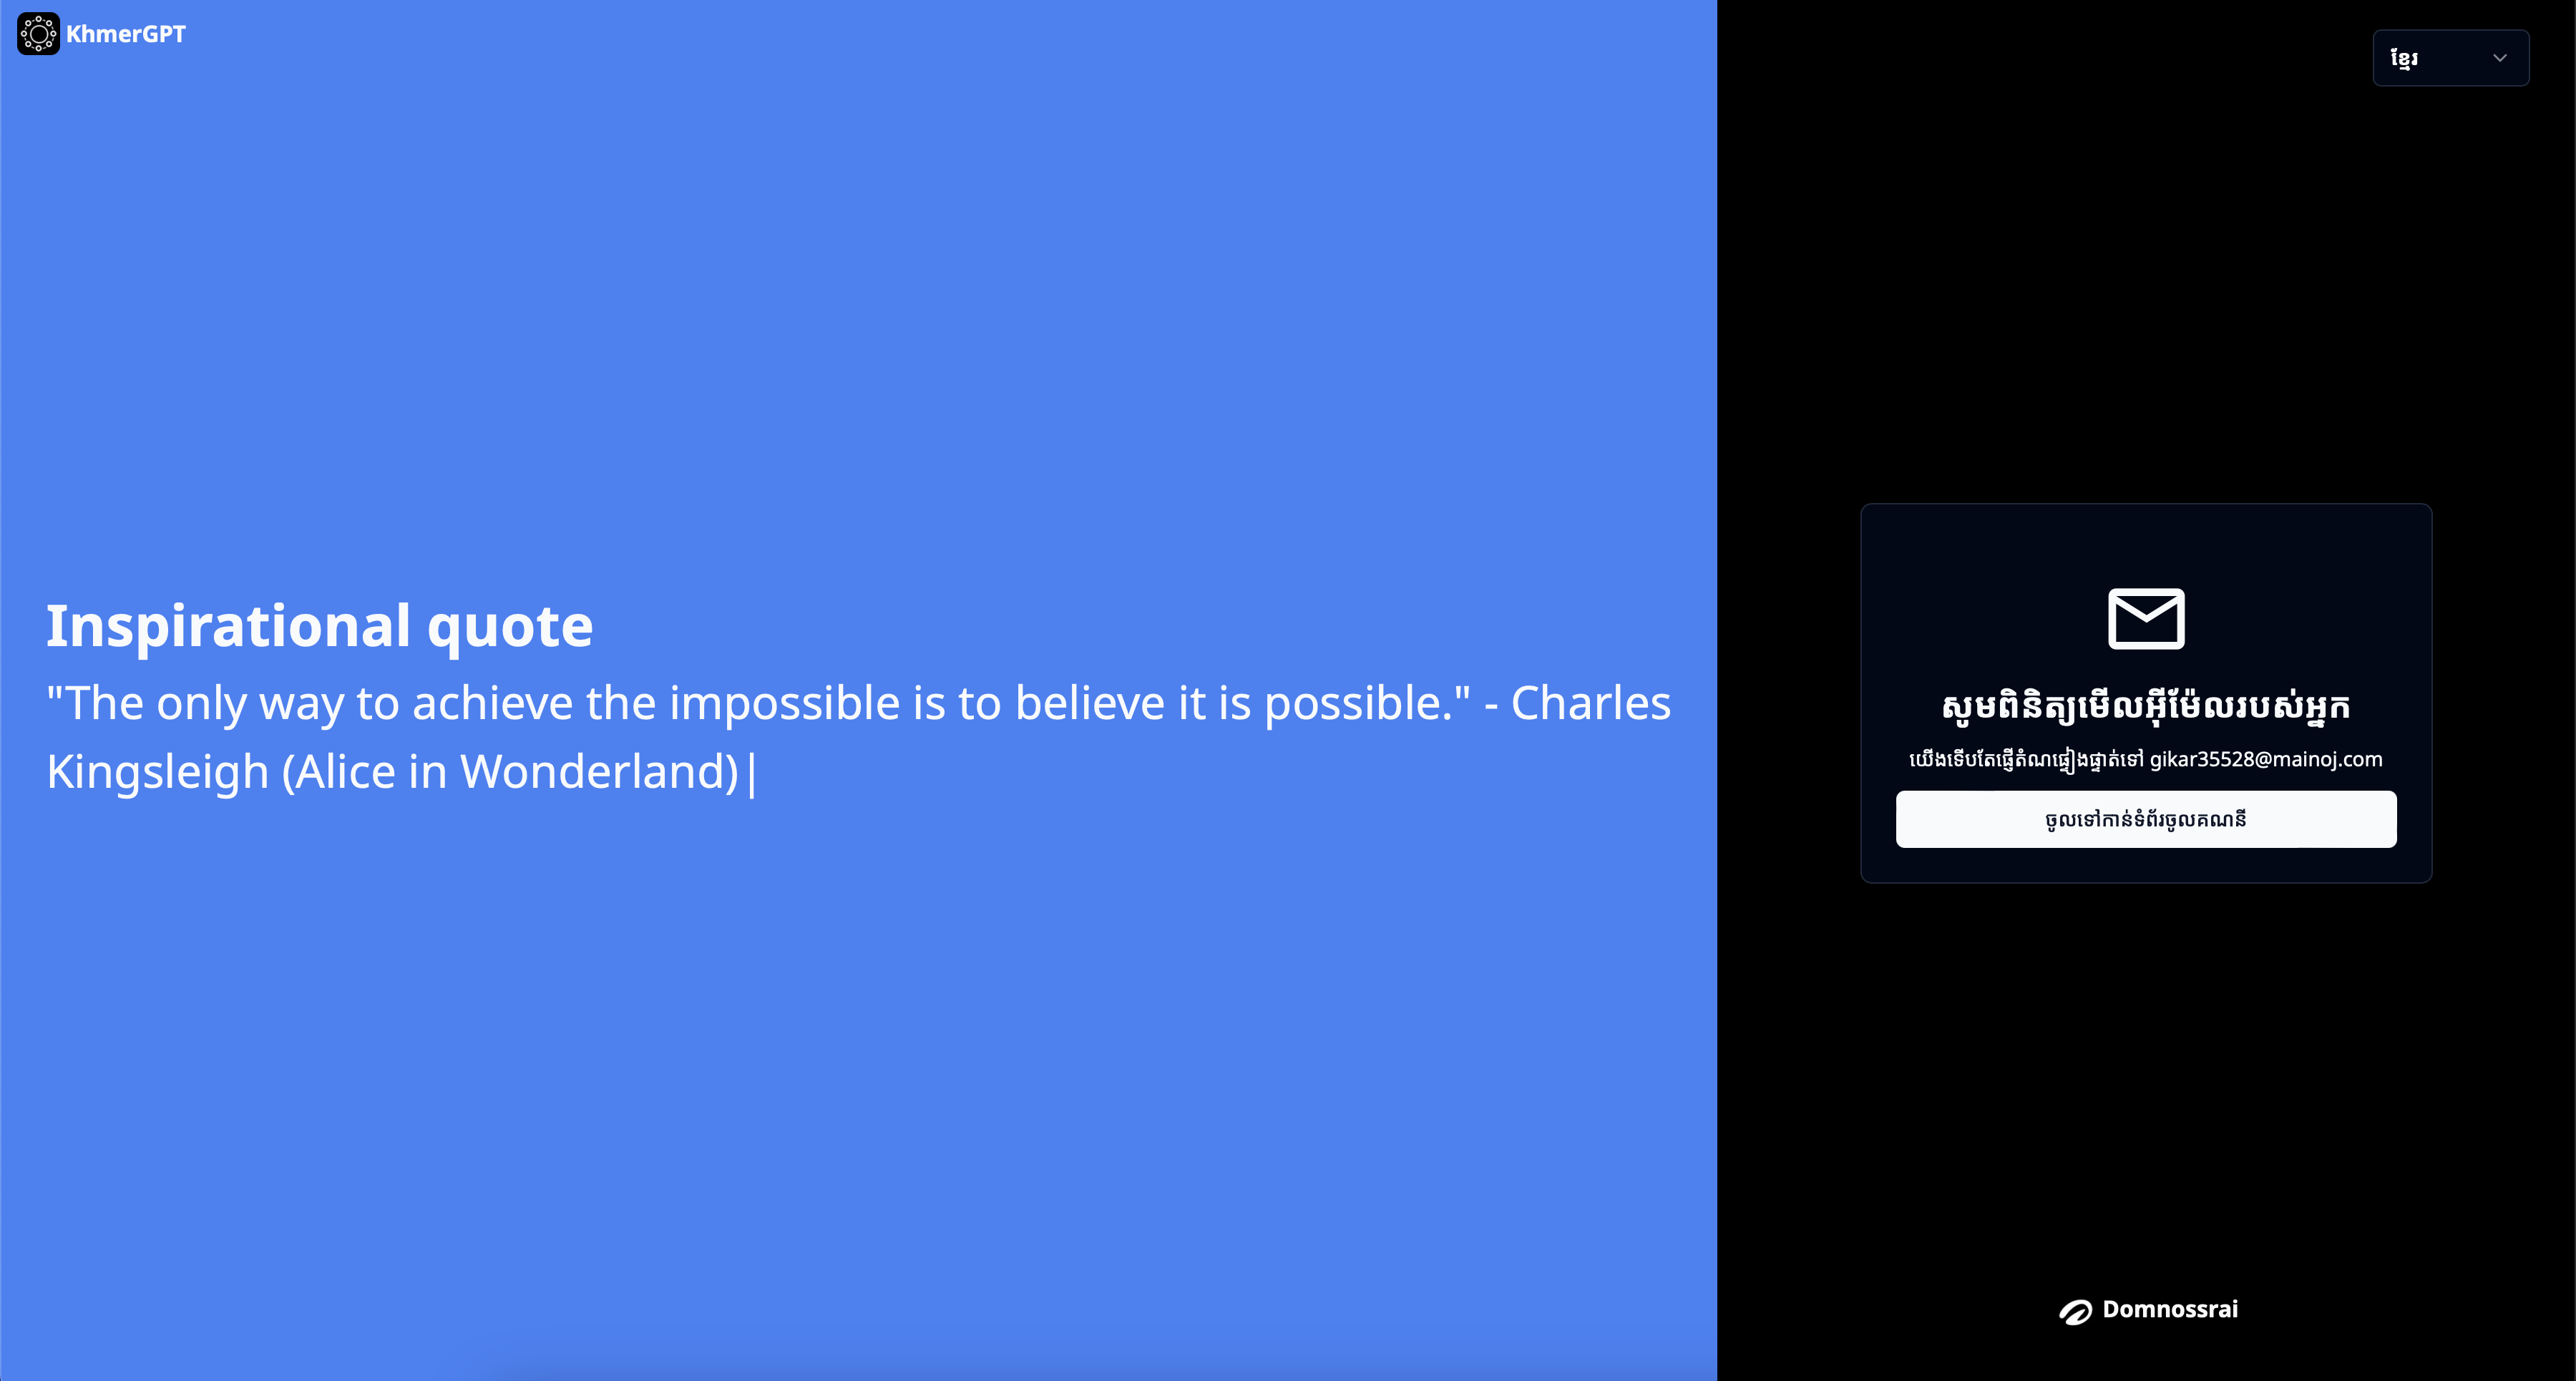 KhmerGPT
Inspirational quote
"The only way to achieve the impossible is to believe it is possible." - Charles
Kingsleigh (Alice in Wonderland)|
ខ្មែរ
សូមពិនិត្យមើលអ៊ីម៉ែលរបស់អ្នក
យើងទើបតែផ្ញើតំណផ្ទៀងផ្ទាត់ទៅ gikar35528@mainoj.com
ចូលទៅកាន់ទំព័រចូលគណនី
Domnossrai